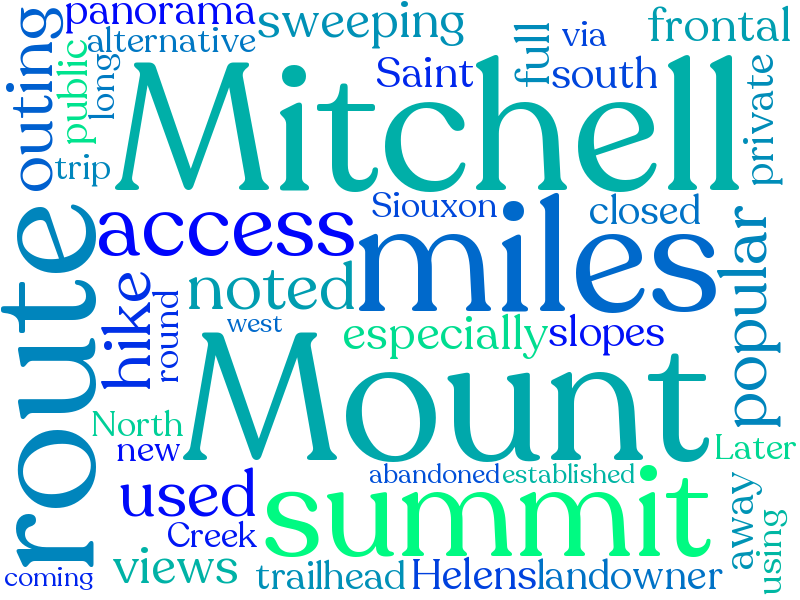 panorama
sweeping
frontal
alternative
via
full
Saint
south
public
long
outing
private
trip
Mitchell
Siouxon
closed
access
miles
route
popular
noted
hike
round
west
especially
slopes
Mount
North
new
Later
abandoned
established
used
summit
away
using
Creek
views
trailhead
Helens
landowner
coming